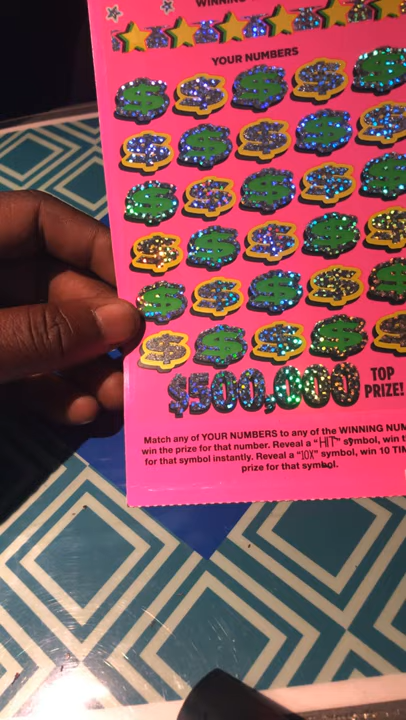 WINNING
YOUR NUMBERS
$500,000
TOP
PRIZE!
Match any of YOUR NUMBERS to any of the WINNING NUM
win the prize for that number. Reveal a "HIT" symbol, win t
for that symbol instantly. Reveal a "10X" symbol, win 10 TIM
prize for that symbol.